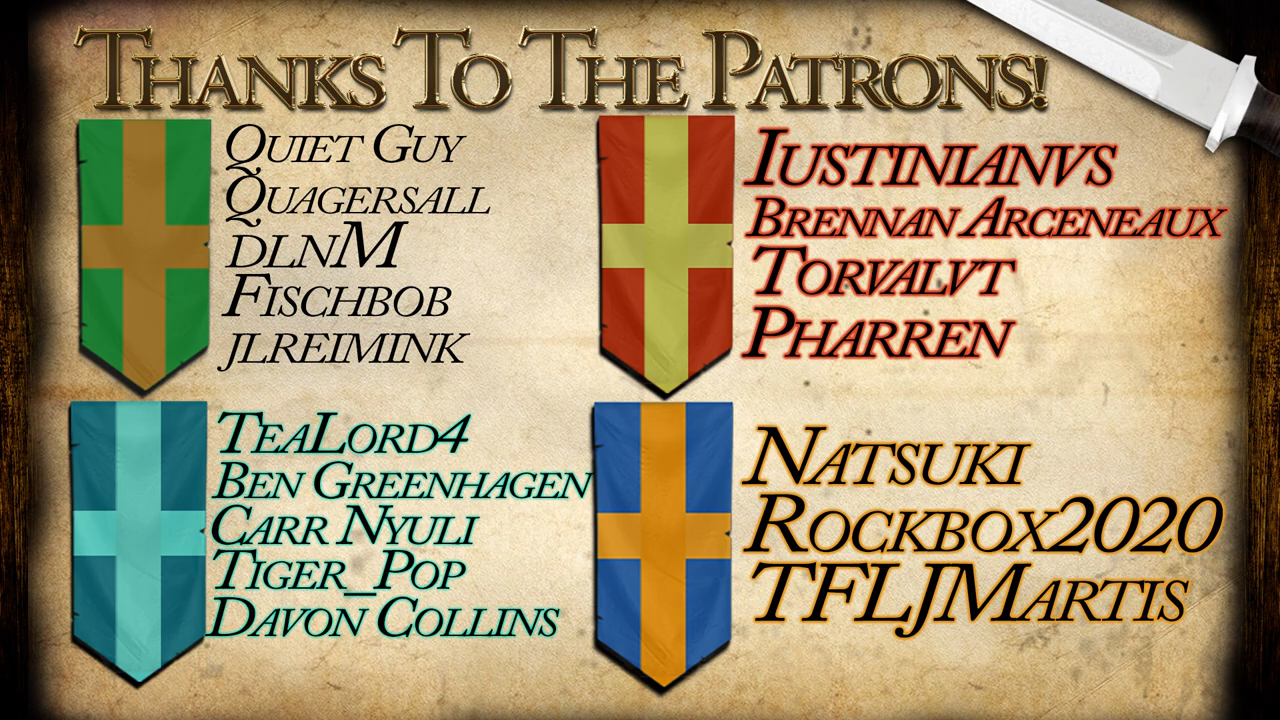 Thanks To The Patrons!
Quiet Guy
Quagersall
dlnM
Fischbob
jlreimink
Iustinianvs
Brennan Arceneaux
Torvalvt
Pharren
TeaLord4
Ben Greenhagen
Carr Nyuli
Tiger_Pop
Davon Collins
Natsuki
Rockbox2020
TFLJMartis